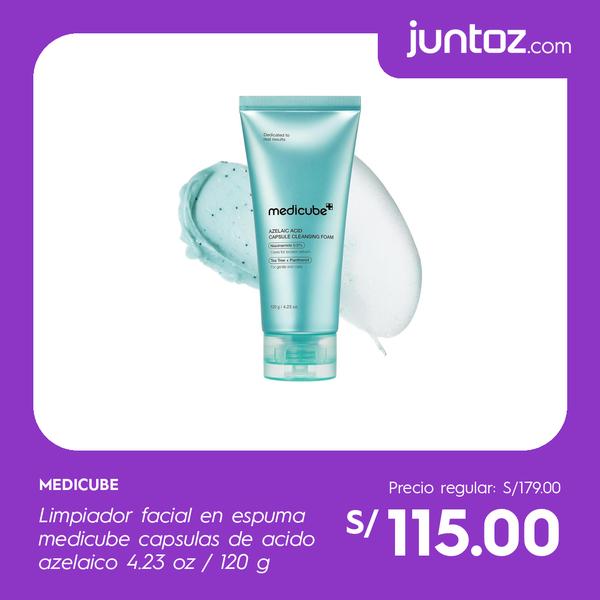 juntoz.com
Dedicated to
real results
medicube+
AZELAIC ACID
CAPSULE CLEANSING FOAM
Tea Tree + Panthenol
120 g / 4.23 oz
MEDICUBE
Limpiador facial en espuma
medicube capsulas de acido
azelaico 4.23 oz / 120 g
Precio regular: S/179.00
S/ 115.00